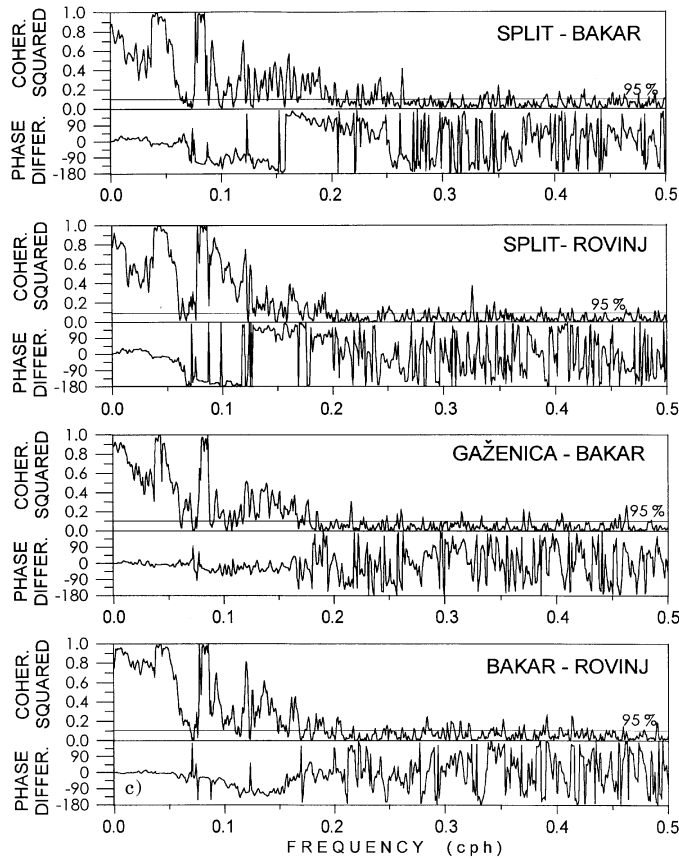 SPLIT - BAKAR
COHER.
SQUARED
1.0
0.8
0.6
0.4
0.2
0.0
95 %
PHASE
DIFFER.
90
0
-90
-180
0.0 0.1 0.2 0.3 0.4 0.5
SPLIT- ROVINJ
COHER.
SQUARED
1.0
0.8
0.6
0.4
0.2
0.0
95 %
PHASE
DIFFER.
90
0
-90
-180
0.0 0.1 0.2 0.3 0.4 0.5
GAŽENICA - BAKAR
COHER.
SQUARED
1.0
0.8
0.6
0.4
0.2
0.0
95 %
PHASE
DIFFER.
90
0
-90
-180
0.0 0.1 0.2 0.3 0.4 0.5
BAKAR - ROVINJ
COHER.
SQUARED
1.0
0.8
0.6
0.4
0.2
0.0
95 %
PHASE
DIFFER.
90
0
-90
-180
c)
0.0 0.1 0.2 0.3 0.4 0.5
FREQUENCY (cph)